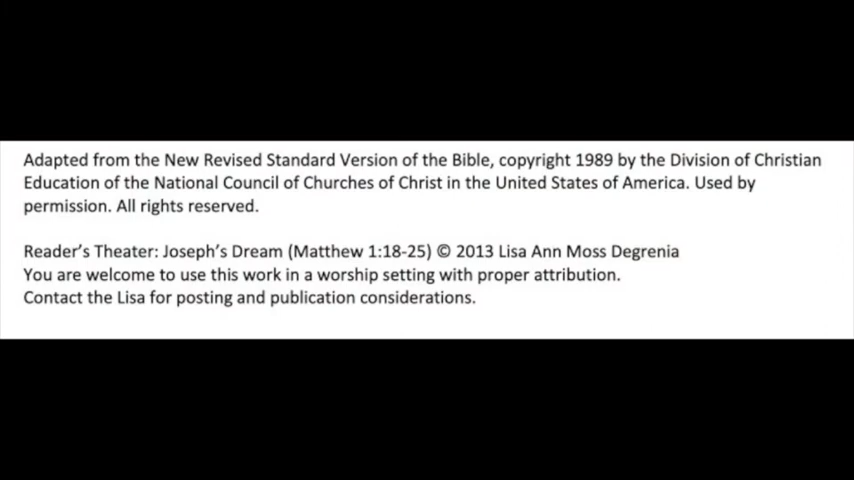 Adapted from the New Revised Standard Version of the Bible, copyright 1989 by the Division of Christian
Education of the National Council of Churches of Christ in the United States of America. Used by
permission. All rights reserved.
Reader's Theater: Joseph's Dream (Matthew 1:18-25) © 2013 Lisa Ann Moss Degrenia
You are welcome to use this work in a worship setting with proper attribution.
Contact the Lisa for posting and publication considerations.